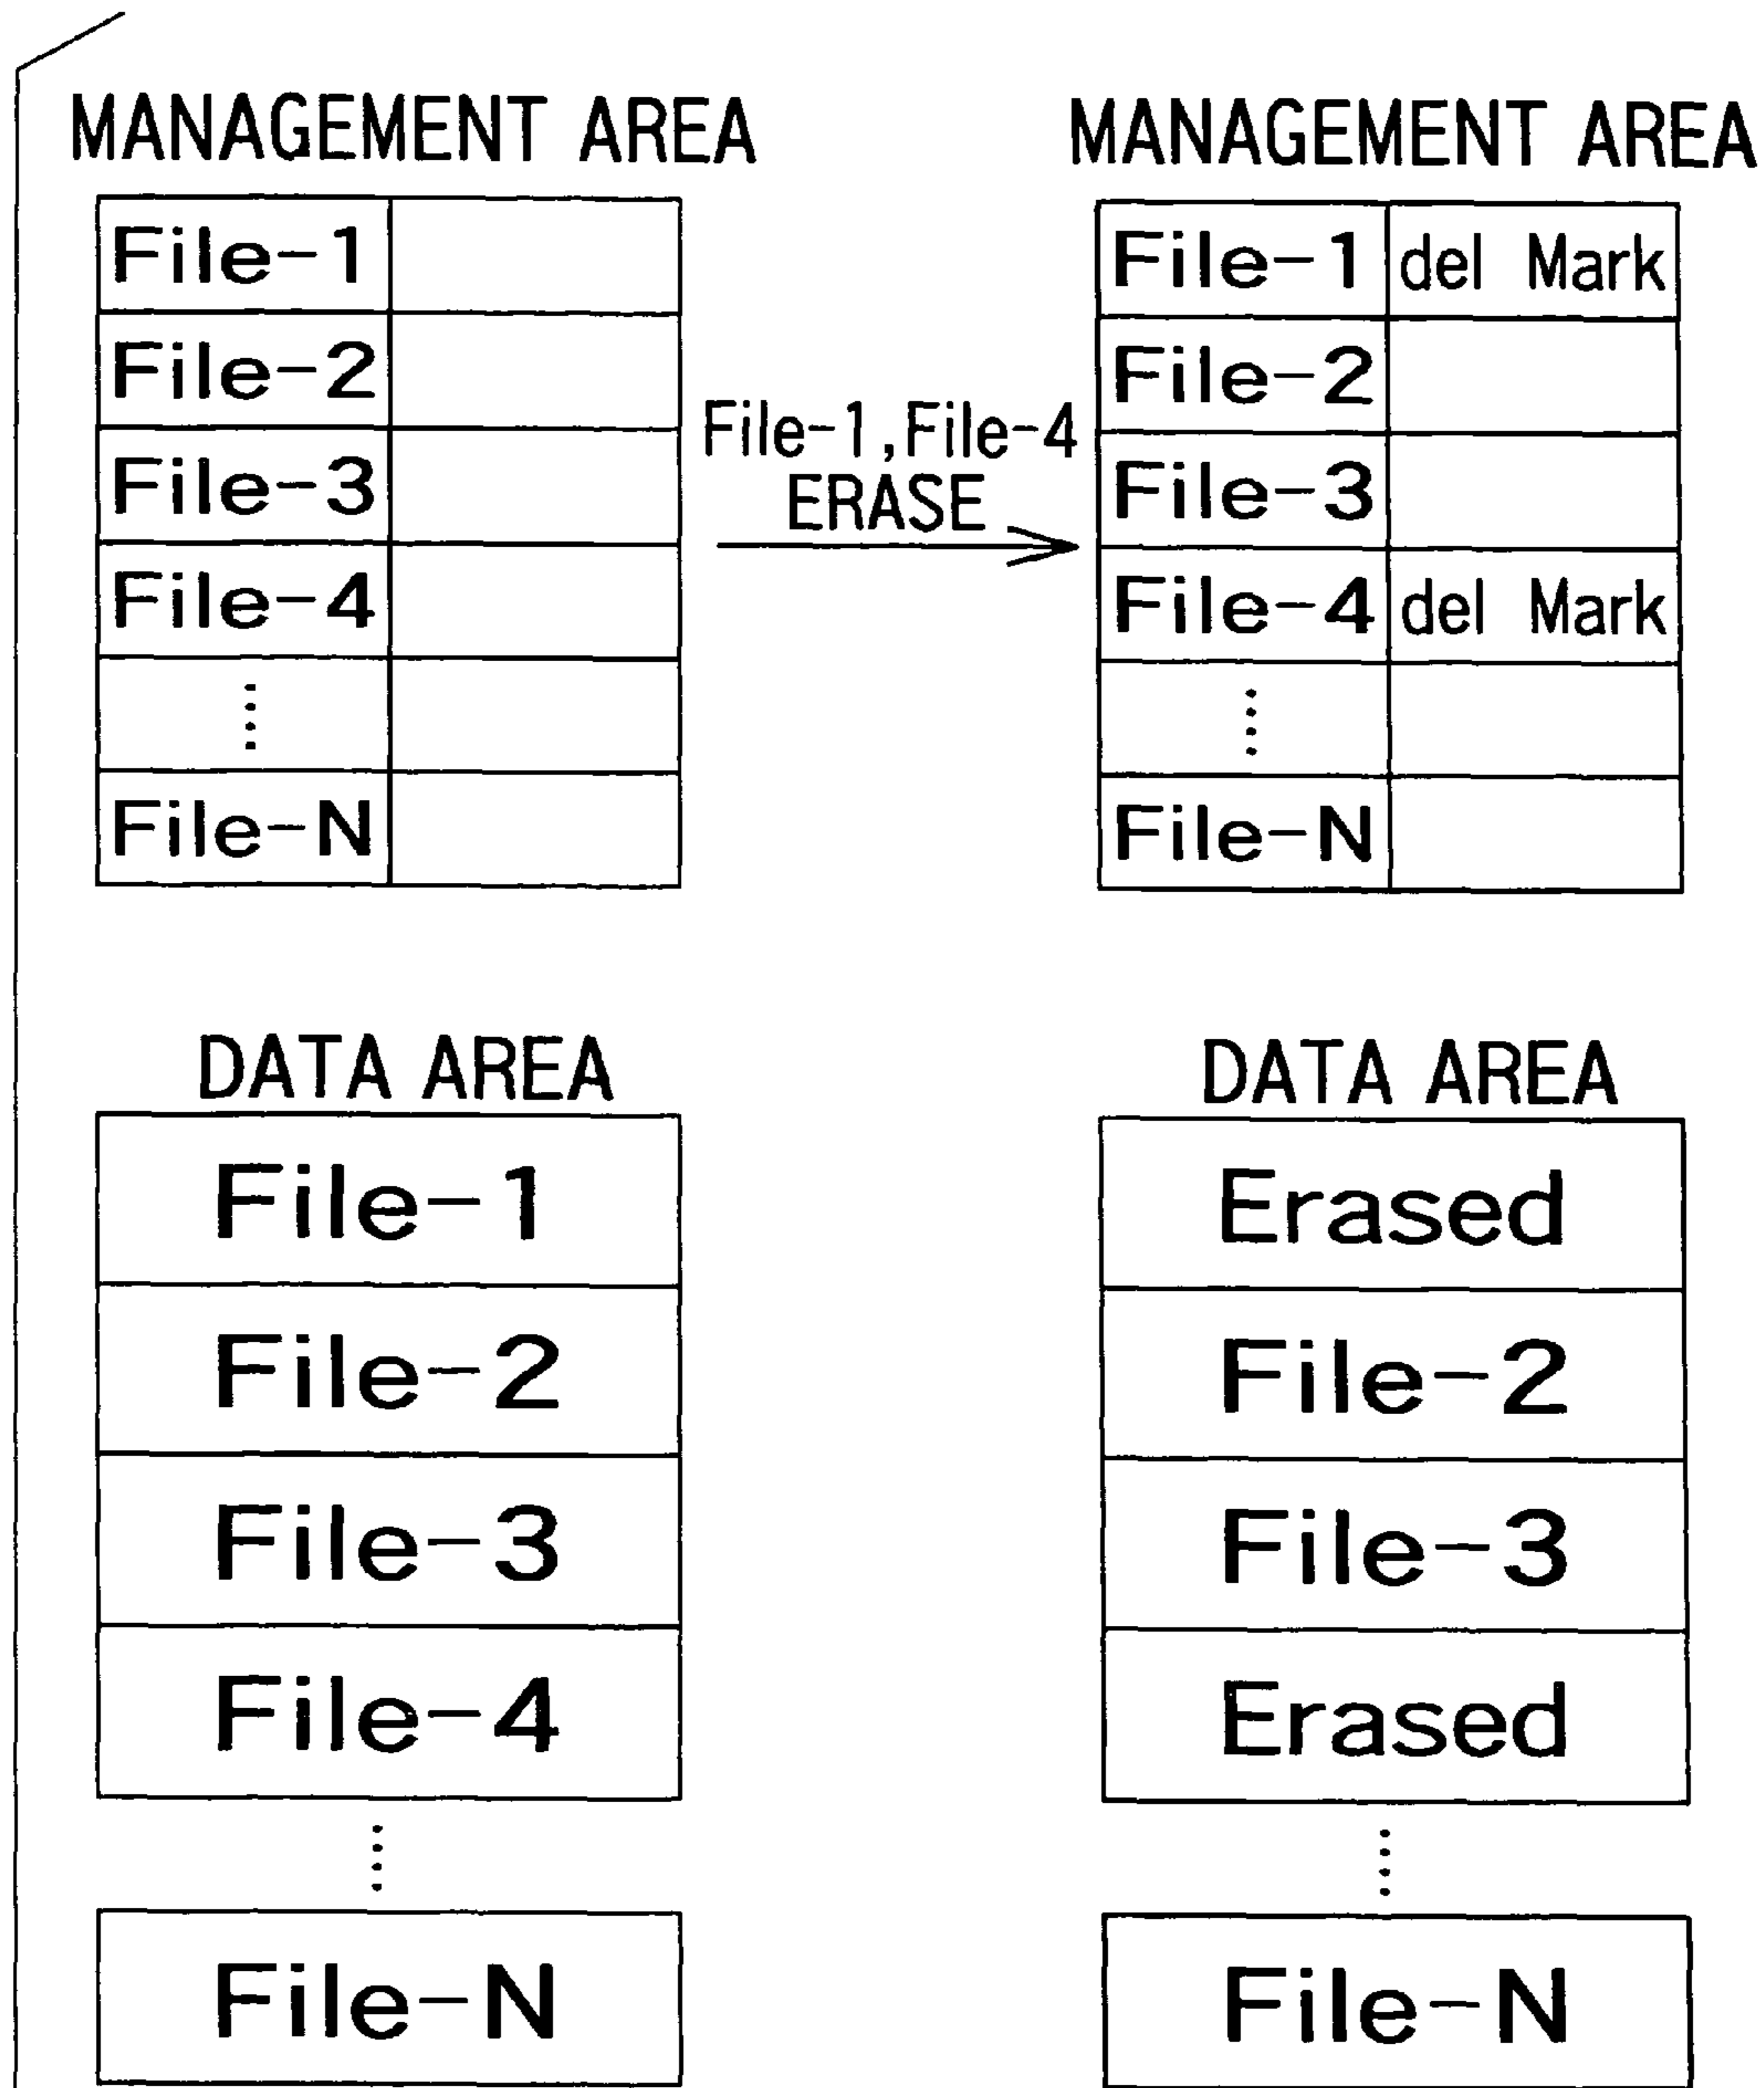 MANAGEMENT AREA
File-1
File-2
File-3
File-4
File-N
File-1,File-4
ERASE
MANAGEMENT AREA
File-1 del Mark
File-2
File-3
File-4 del Mark
File-N
DATA AREA
File-1
File-2
File-3
File-4
File-N
DATA AREA
Erased
File-2
File-3
Erased
File-N